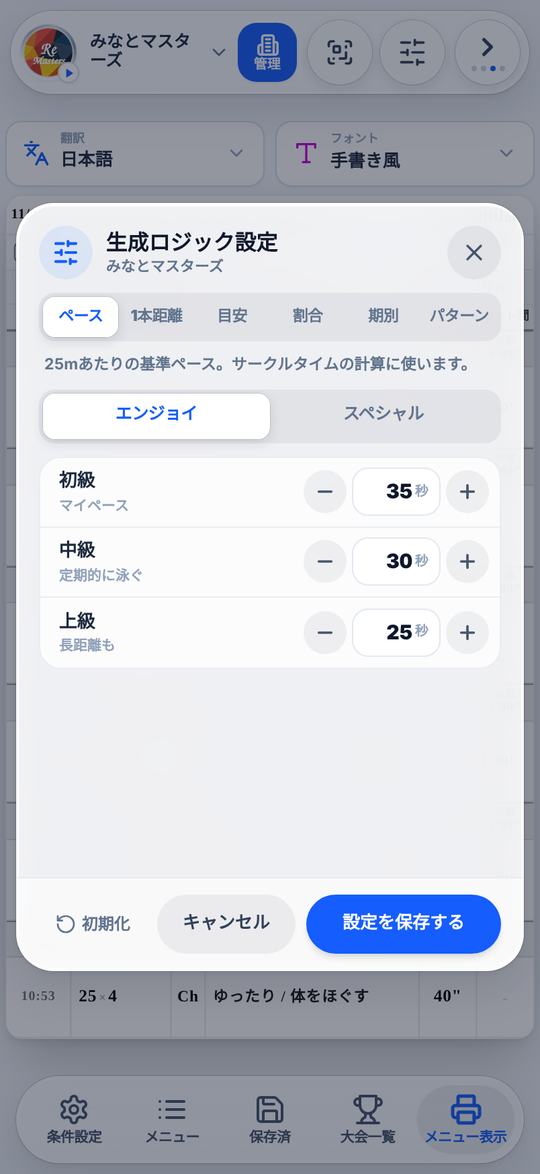 Re
Masters
みなとマスタ
ーズ
管理
翻訳
日本語
フォント
手書き風
11/
生成ロジック設定
みなとマスターズ
ペース
1本距離
目安
割合
期別
パターン
25mあたりの基準ペース。サークルタイムの計算に使います。
エンジョイ
スペシャル
初級
マイペース
35 秒
中級
定期的に泳ぐ
30 秒
上級
長距離も
25 秒
初期化
キャンセル
設定を保存する
10:53
25×4
Ch
ゆったり / 体をほぐす
40"
-
条件設定
メニュー
保存済
大会一覧
メニュー表示